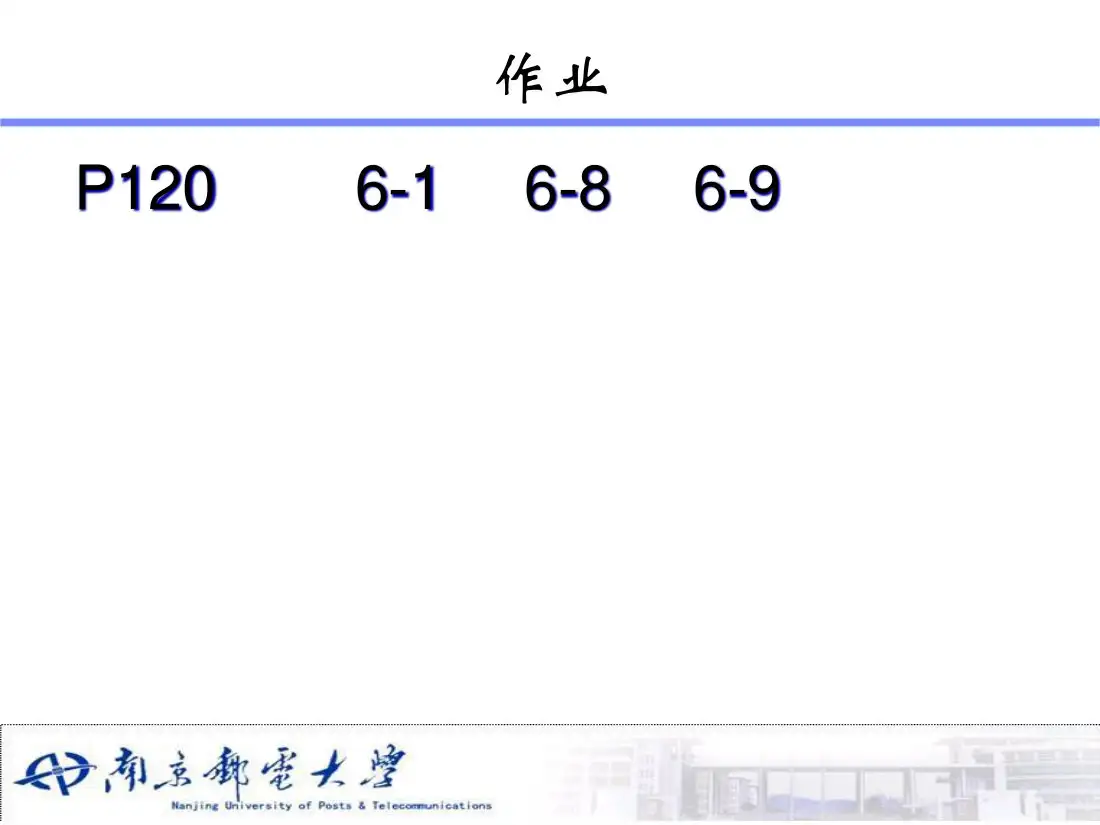 作业
P120 6-1 6-8 6-9
南京郵電大學
Nanjing University of Posts & Telecommunications